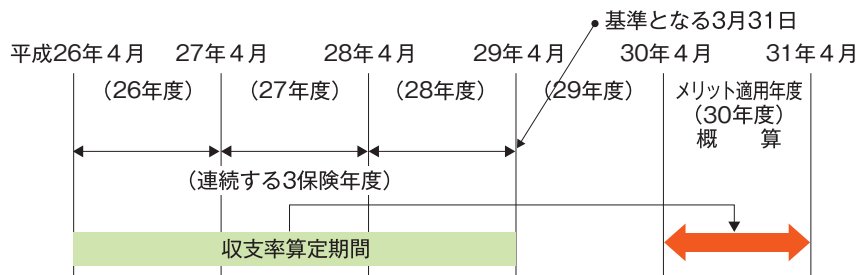 基準となる3月31日
平成26年４月 27年４月 28年４月 29年４月 30年４月 31年４月
（26年度） （27年度） （28年度） （29年度） メリット適用年度
（30年度）
概　算
（連続する3保険年度）
収支率算定期間